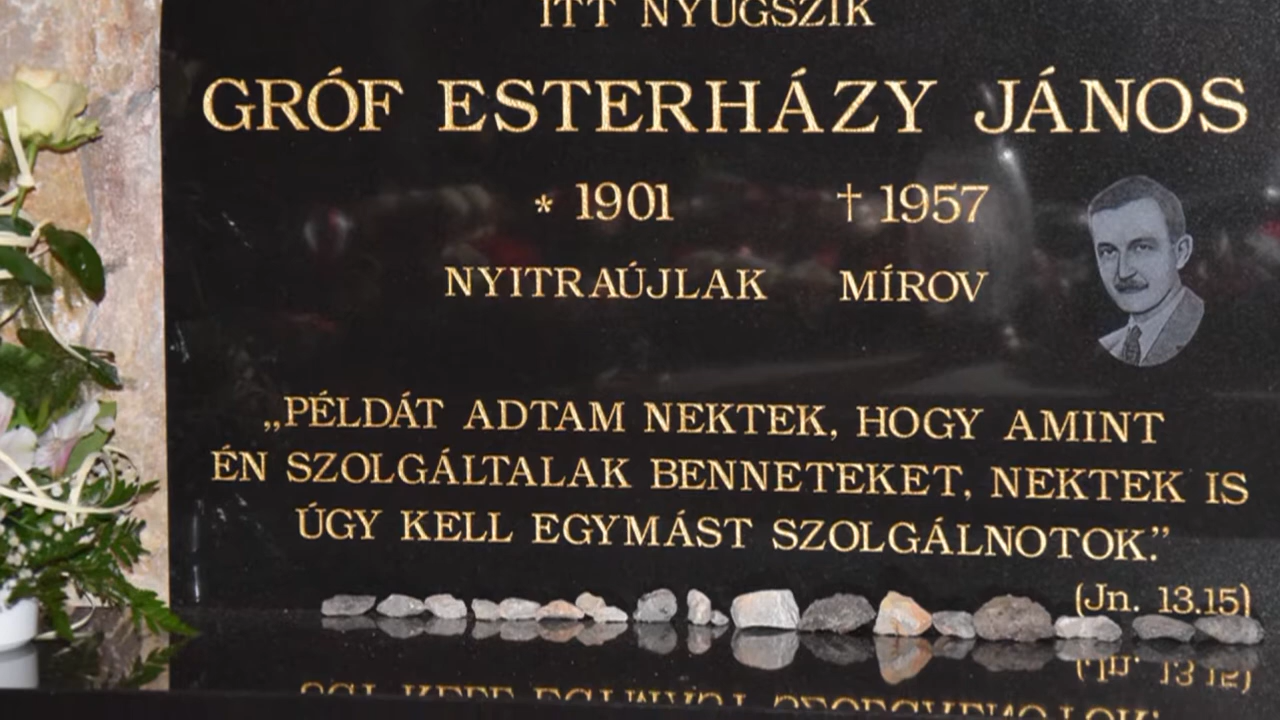 ITT NYUGSZIK
GRÓF ESTERHÁZY JÁNOS
* 1901 † 1957
NYITRAÚJLAK MÍROV
„PÉLDÁT ADTAM NEKTEK, HOGY AMINT
ÉN SZOLGÁLTALAK BENNETEKET, NEKTEK IS
ÚGY KELL EGYMÁST SZOLGÁLNOTOK.”
(Jn. 13.15)